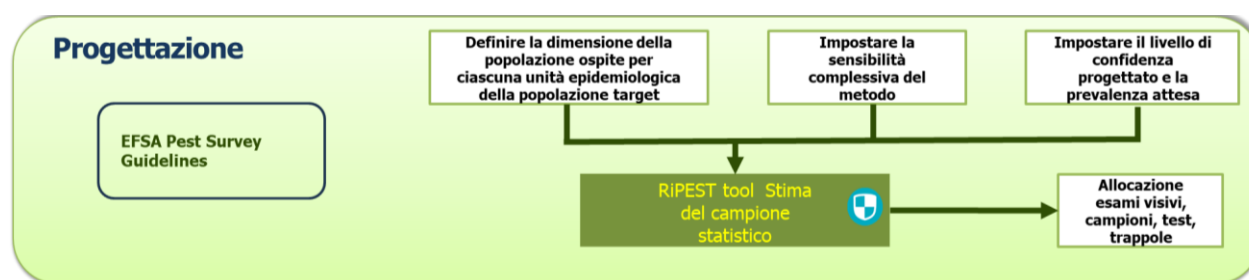 Progettazione
EFSA Pest Survey
Guidelines
Definire la dimensione della
popolazione ospite per
ciascuna unità epidemiologica
della popolazione target
Impostare la
sensibilità
complessiva del
metodo
Impostare il livello di
confidenza
progettato e la
prevalenza attesa
RiPEST tool Stima
del campione
statistico
Allocazione
esami visivi,
campioni, test,
trappole